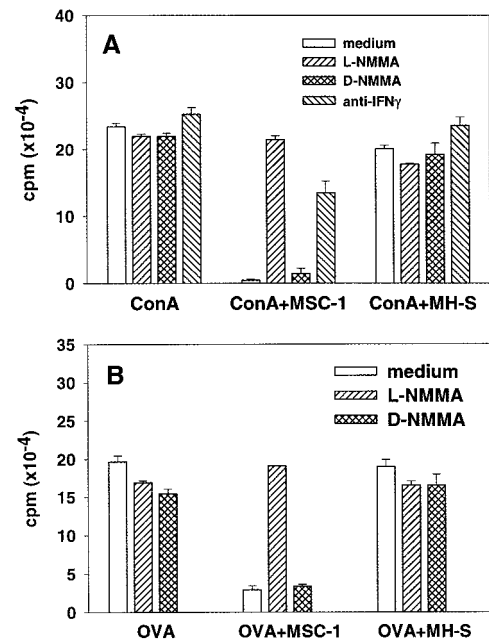 A
medium
L-NMMA
D-NMMA
anti-IFNγ
40
30
20
10
0
cpm (x10-4)
ConA ConA+MSC-1 ConA+MH-S
B
medium
L-NMMA
D-NMMA
35
30
25
20
15
10
5
0
cpm (x10-4)
OVA OVA+MSC-1 OVA+MH-S